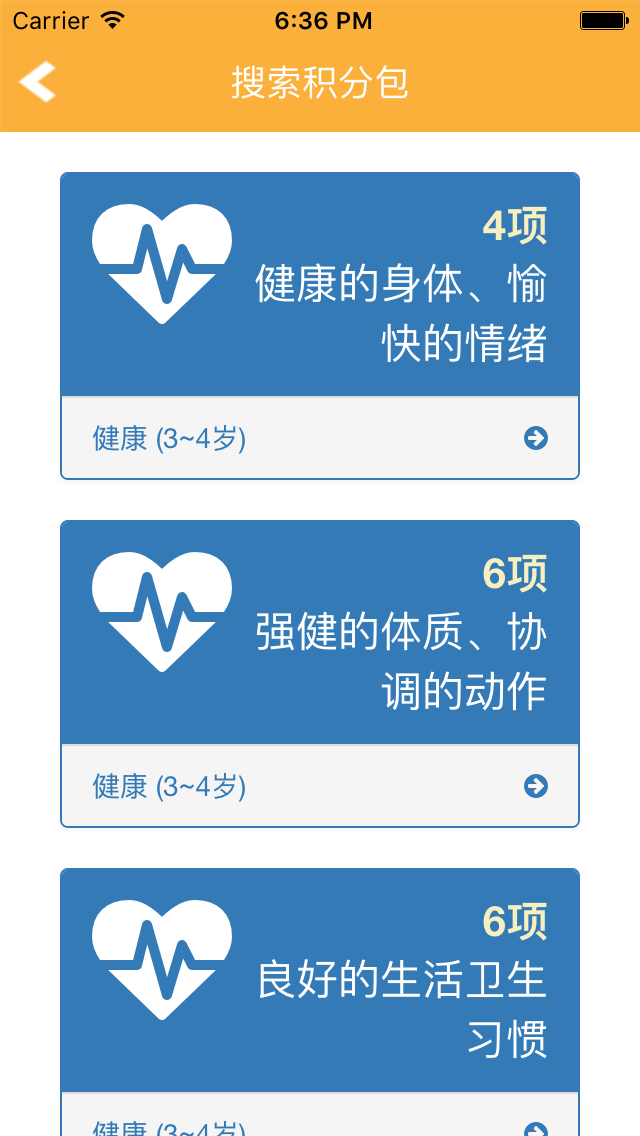 Carrier
6:36 PM
搜索积分包
4项
健康的身体、愉
快的情绪
健康 (3~4岁)
6项
强健的体质、协
调的动作
健康 (3~4岁)
6项
良好的生活卫生
习惯
健康 (3~4岁)